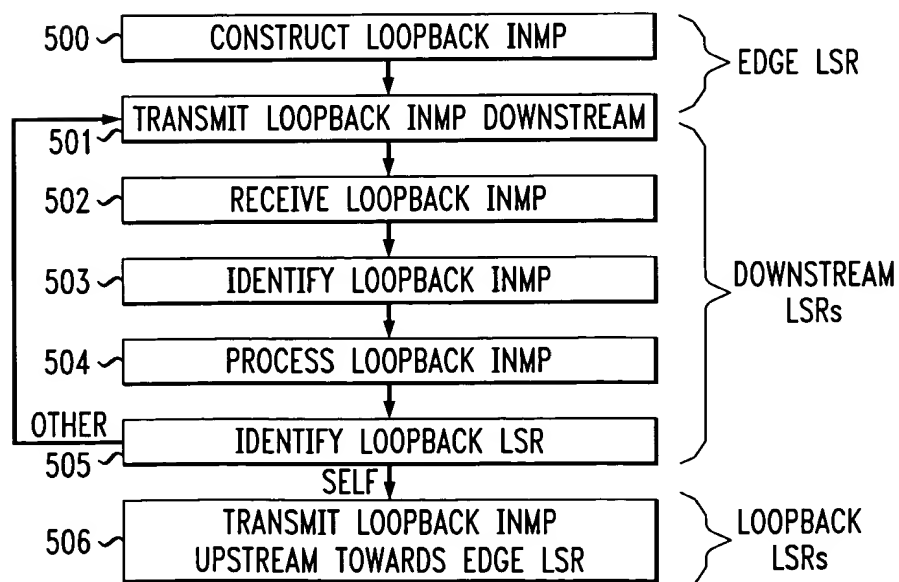 500 CONSTRUCT LOOPBACK INMP
EDGE LSR
501 TRANSMIT LOOPBACK INMP DOWNSTREAM
502 RECEIVE LOOPBACK INMP
503 IDENTIFY LOOPBACK INMP
DOWNSTREAM
LSRs
504 PROCESS LOOPBACK INMP
OTHER
505 IDENTIFY LOOPBACK LSR
SELF
506 TRANSMIT LOOPBACK INMP
UPSTREAM TOWARDS EDGE LSR
LOOPBACK
LSRs